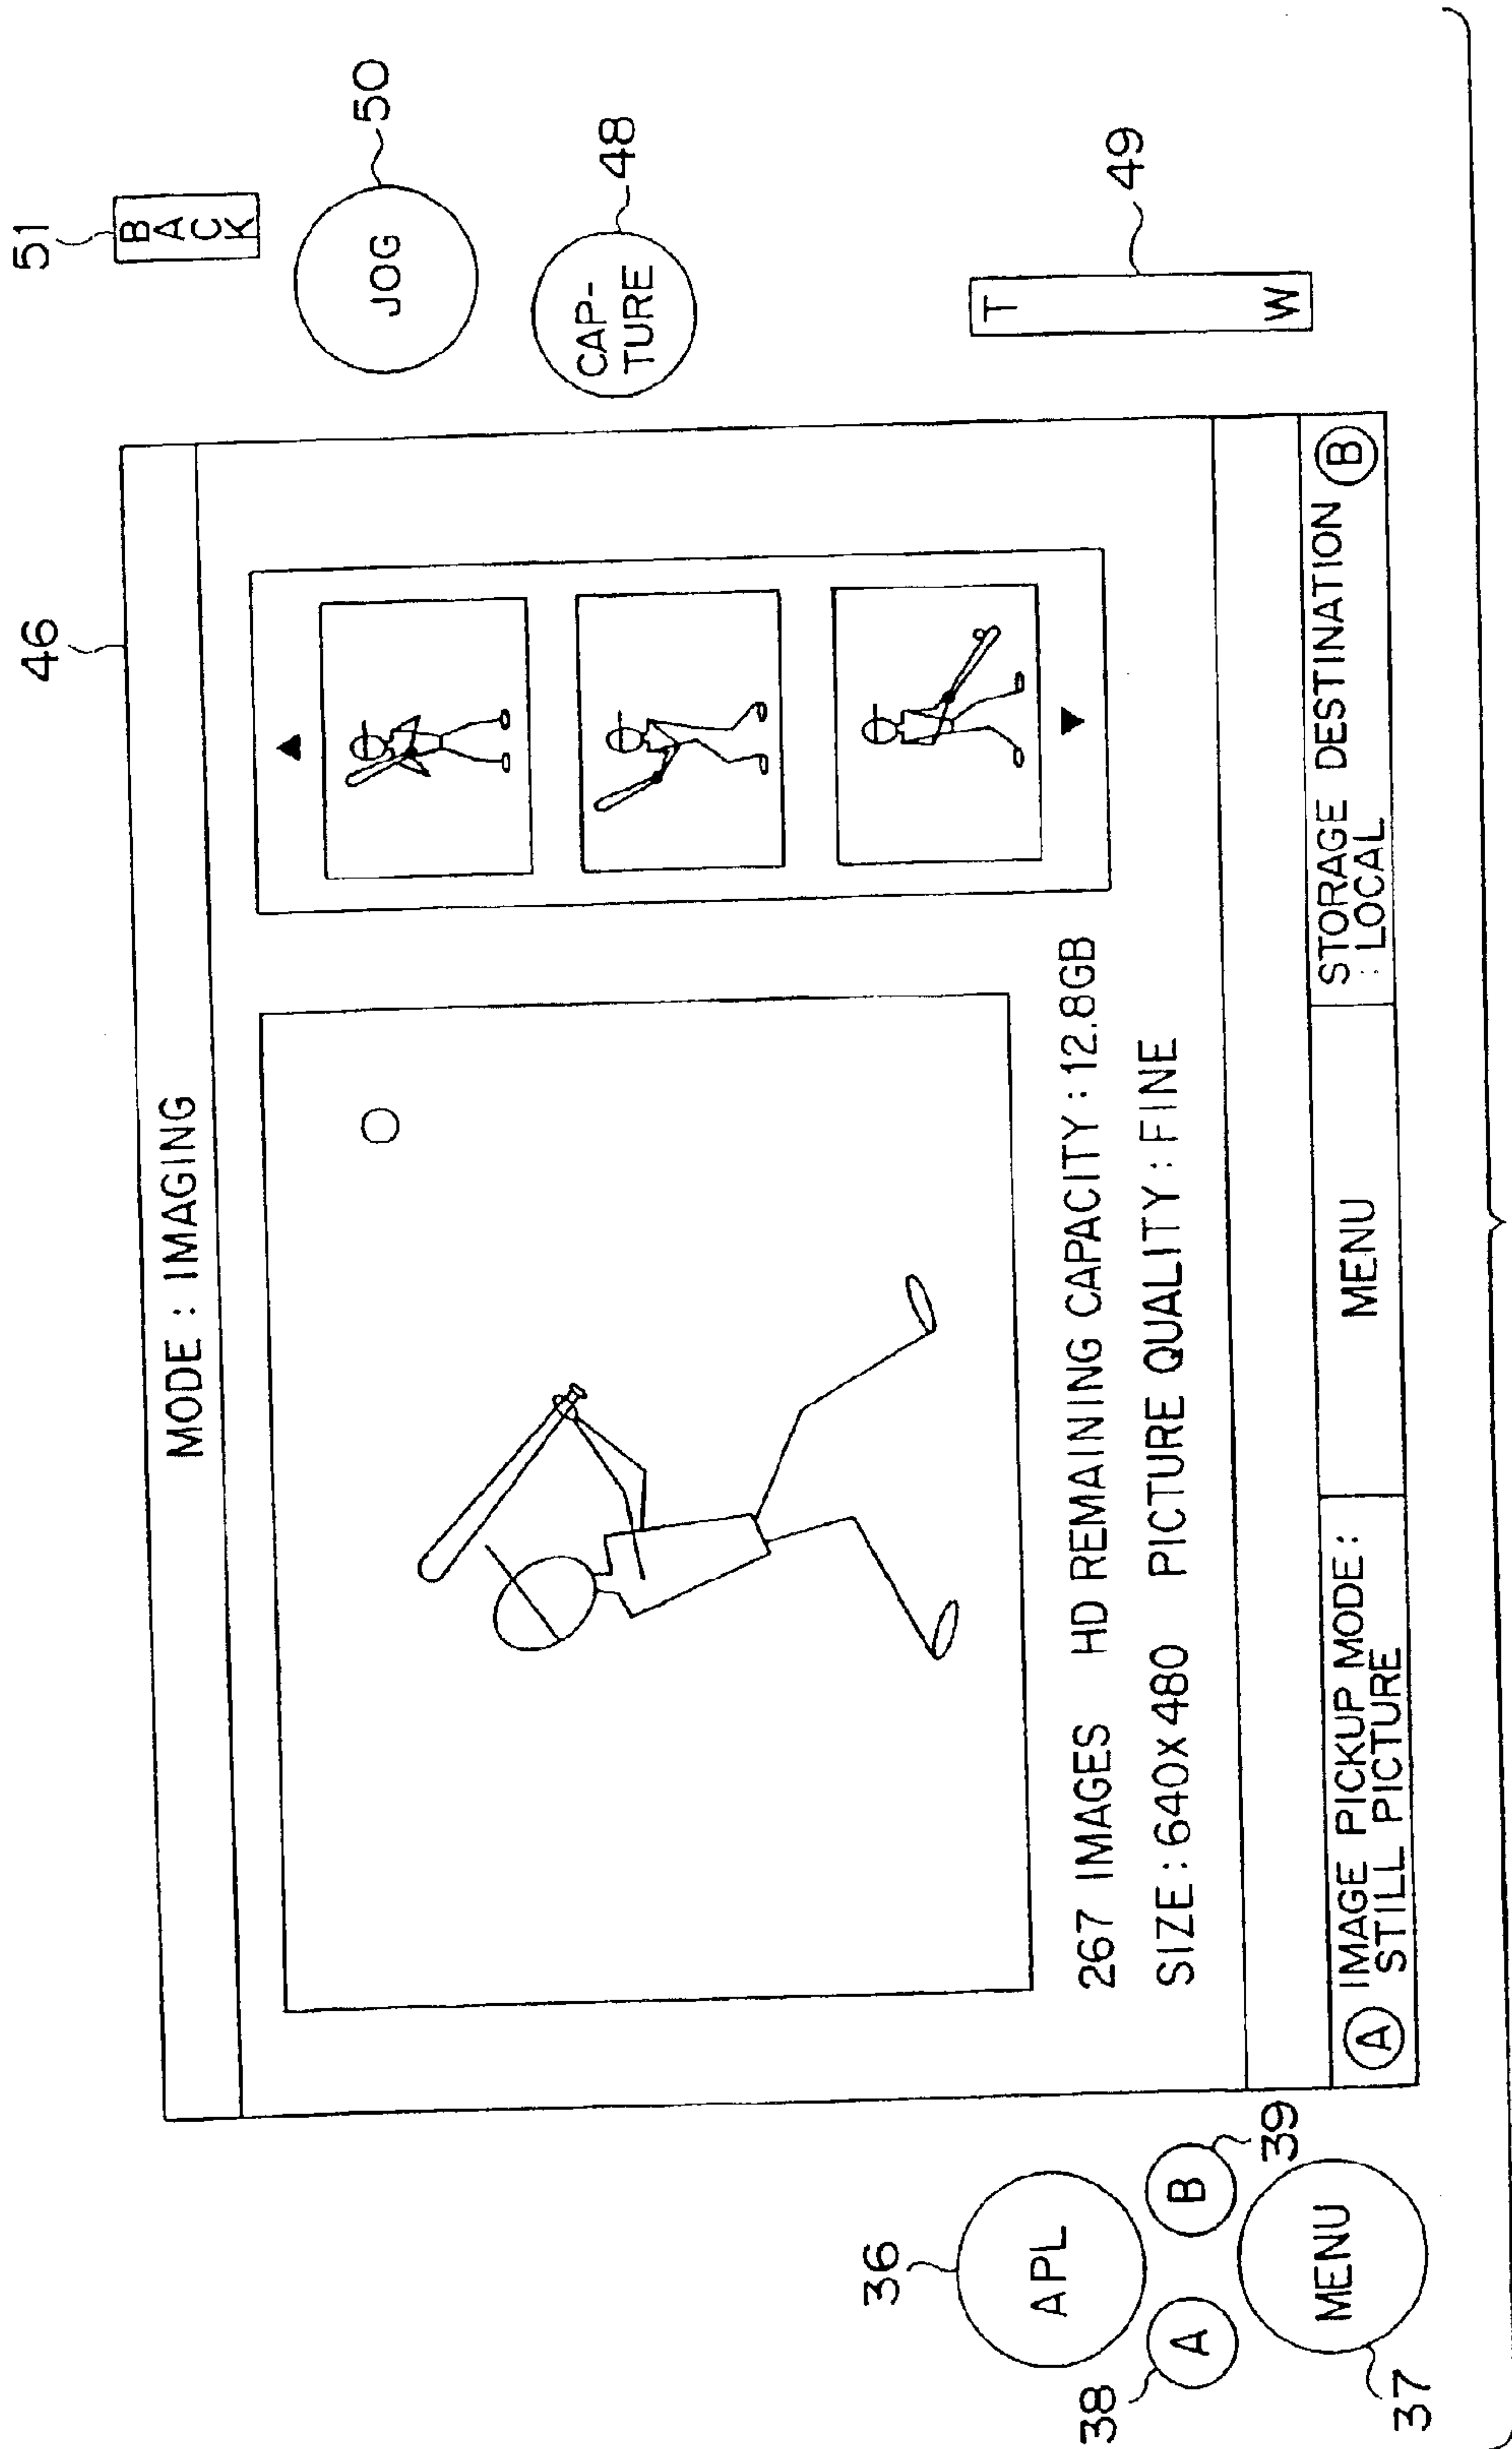 46
51
BACK
MODE : IMAGING
50
JOG
48
CAP-
TURE
49
T
W
267 IMAGES HD REMAINING CAPACITY : 12.8GB
SIZE : 640X480 PICTURE QUALITY : FINE
36
APL
38
A
B
39
MENU
37
A IMAGE PICKUP MODE :
STILL PICTURE
MENU
STORAGE DESTINATION B
: LOCAL